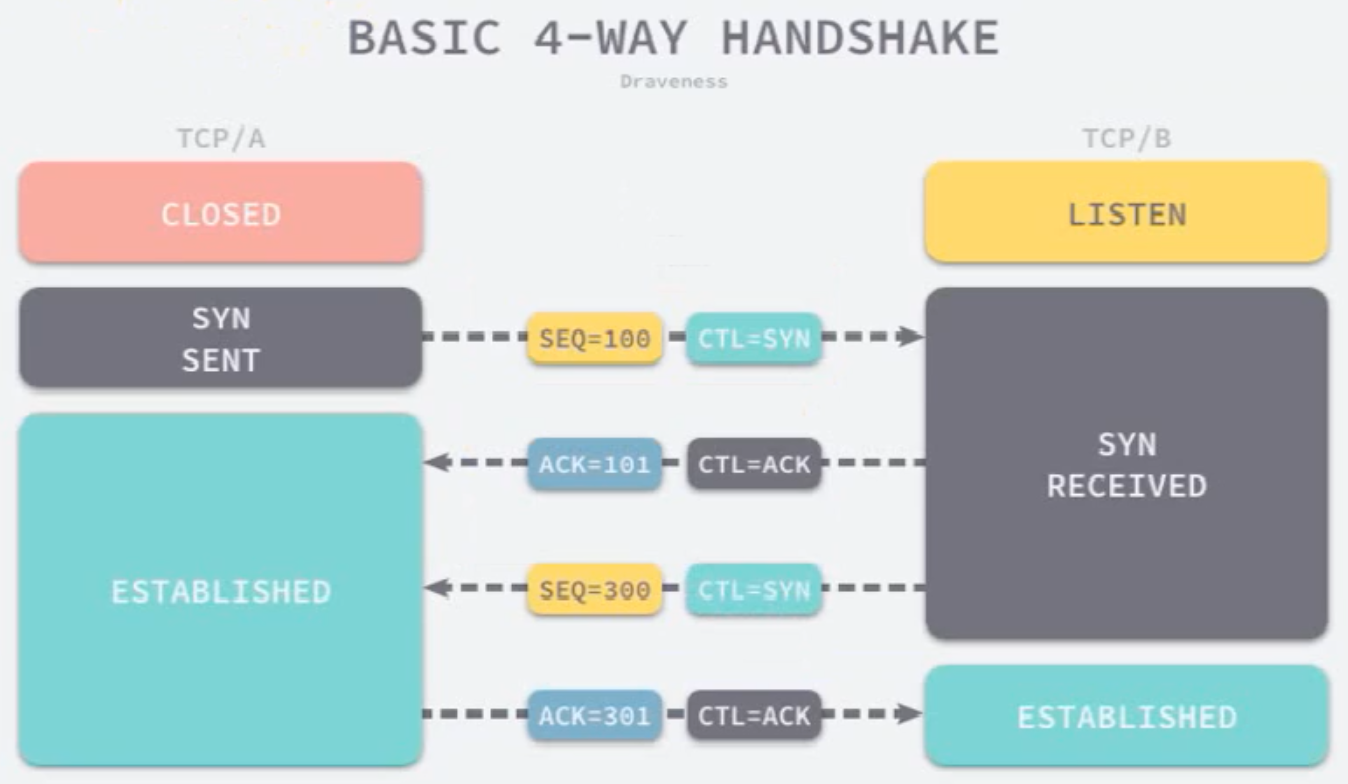 BASIC 4-WAY HANDSHAKE
Draveness
TCP/A
TCP/B
CLOSED
LISTEN
SYN
SENT
SEQ=100
CTL=SYN
ACK=101
CTL=ACK
SYN
RECEIVED
ESTABLISHED
SEQ=300
CTL=SYN
ACK=301
CTL=ACK
ESTABLISHED